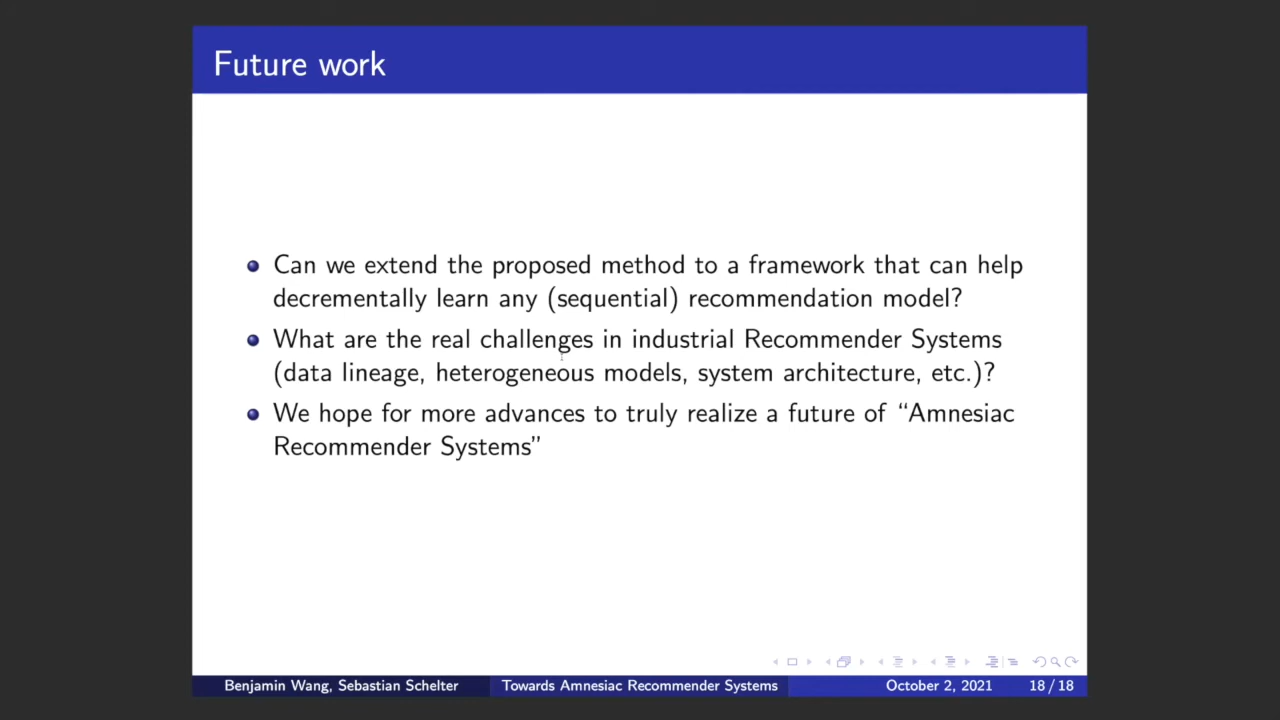 Future work
Can we extend the proposed method to a framework that can help
decrementally learn any (sequential) recommendation model?
What are the real challenges in industrial Recommender Systems
(data lineage, heterogeneous models, system architecture, etc.)?
We hope for more advances to truly realize a future of “Amnesiac
Recommender Systems”
Benjamin Wang, Sebastian Schelter Towards Amnesiac Recommender Systems October 2, 2021 18 / 18